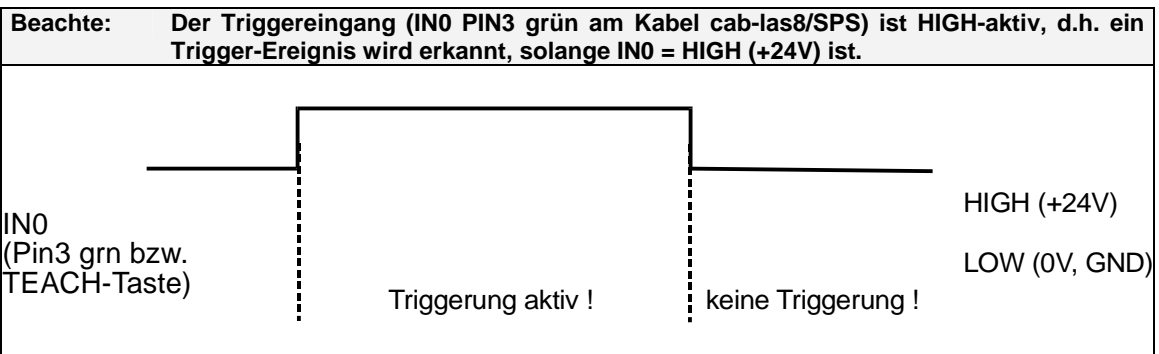 Beachte: Der Triggereingang (IN0 PIN3 grün am Kabel cab-las8/SPS) ist HIGH-aktiv, d.h. ein
Trigger-Ereignis wird erkannt, solange IN0 = HIGH (+24V) ist.
HIGH (+24V)
IN0
(Pin3 grn bzw.
TEACH-Taste)
LOW (0V, GND)
Triggerung aktiv !
keine Triggerung !